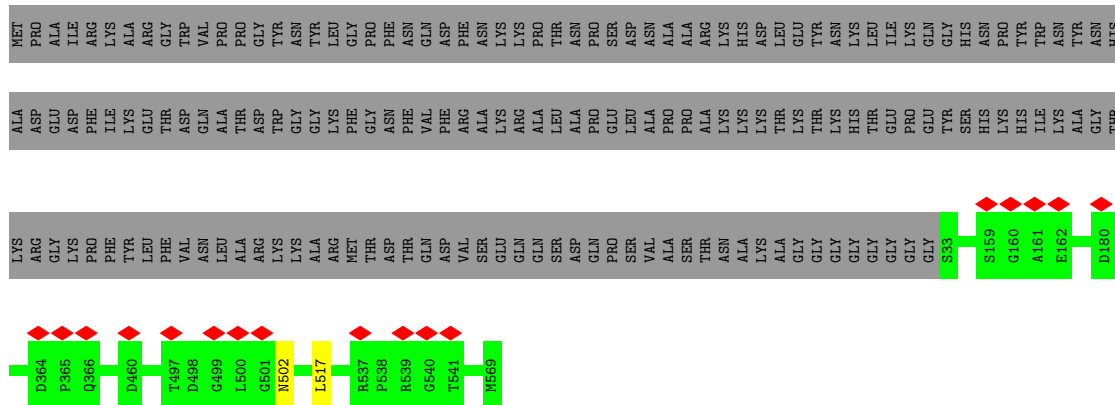 MET PRO ALA ILE ARG LYS ALA ARG GLY TRP VAL PRO PRO GLY TYR ASN TYR LEU GLY PRO PHE ASN GLN ASP PHE ASN LYS LYS PRO THR ASN PRO SER ASP ASN ALA ALA ARG LYS HIS ASP LEU GLU TYR ASN LYS LEU ILE LYS GLN GLY HIS ASN PRO TYR TRP ASN TYR ASN HIS
ALA ASP GLU ASP PHE ILE LYS GLU THR ASP GLN ALA THR ASP TRP GLY GLY LYS PHE GLY ASN PHE VAL PHE ARG ALA LYS ARG ALA LEU ALA PRO GLU LEU ASN PRO PRO ALA LYS LYS LYS THR LYS THR LYS HIS THR GLU PRO GLU TYR SER HIS LYS HIS ILE LYS ALA GLY THR
LYS ARG GLY LYS PRO PHE TYR LEU PHE VAL ASN LEU ALA ARG LYS LYS ALA ARG MET THR ASP THR GLN ASP VAL SER GLU GLN GLN SER ASP GLN PRO SER VAL ALA SER THR ASN ALA LYS ALA GLY GLY GLY GLY GLY GLY GLY GLY S33 S159 G160 A161 E162 D180
D364 P365 Q366 D460 T497 D498 G499 L500 G501 N502 L517 R537 P538 R539 G540 T541 M569